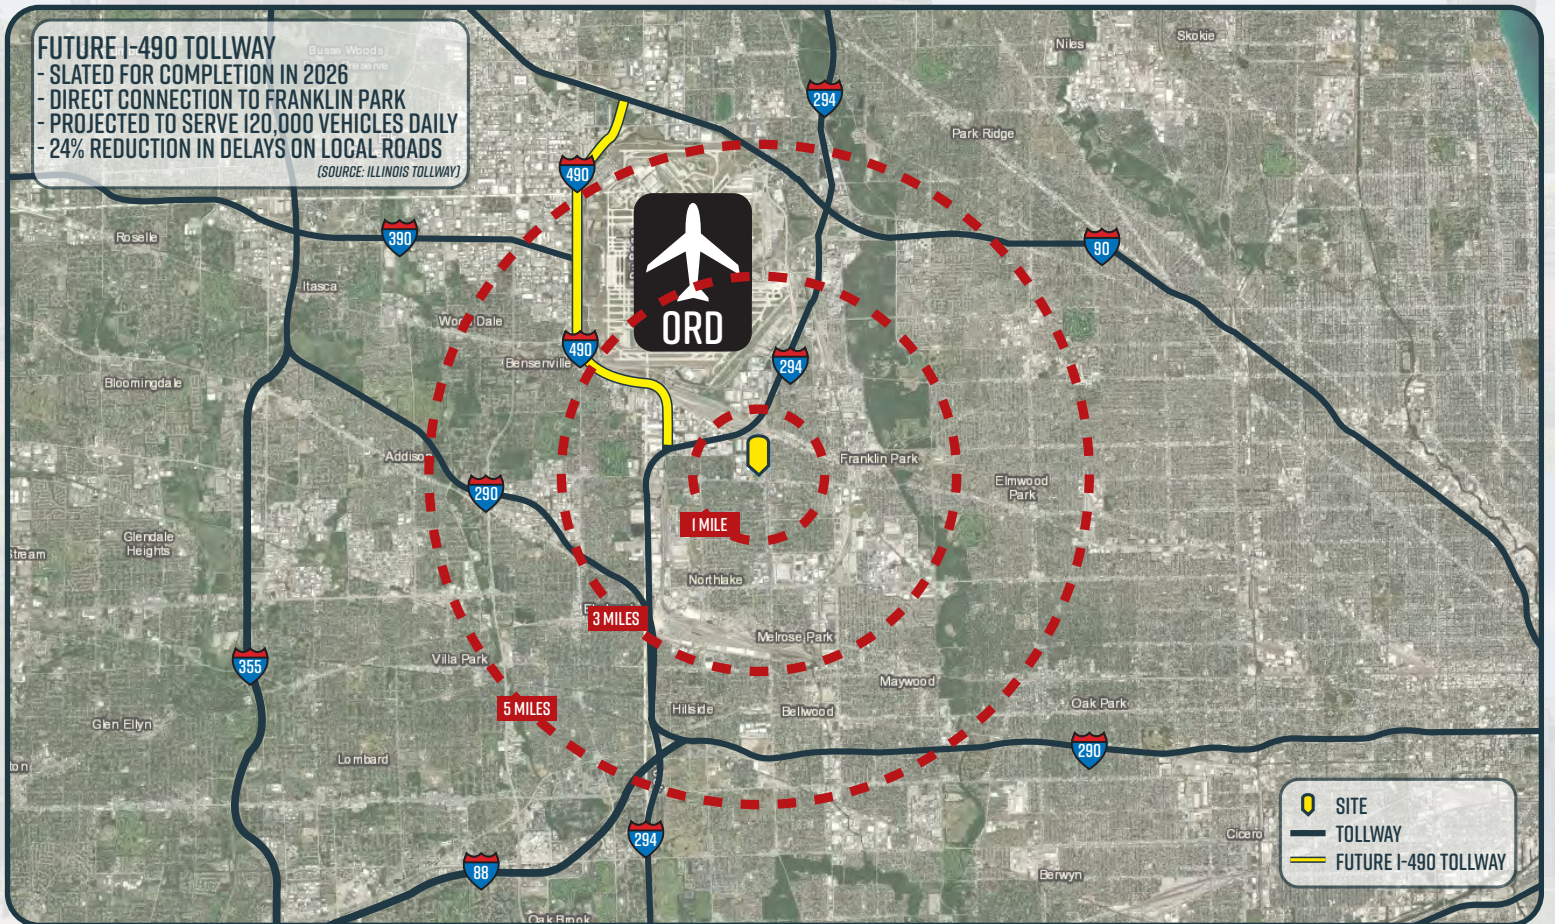 FUTURE I-490 TOLLWAY
- SLATED FOR COMPLETION IN 2026
- DIRECT CONNECTION TO FRANKLIN PARK
- PROJECTED TO SERVE 120,000 VEHICLES DAILY
- 24% REDUCTION IN DELAYS ON LOCAL ROADS
(SOURCE: ILLINOIS TOLLWAY)
Busse Woods
Skokie
Niles
294
Park Ridge
490
Roselle
390
90
Itasca
Wood Dale
ORD
490
Bensenville
294
Bloomingdale
Addison
Franklin Park
290
Elmwood
Park
1 MILE
Glendale
Heights
Stream
Northlake
3 MILES
Melrose Park
Villa Park
355
Maywood
5 MILES
Hillside
Bellwood
Oak Park
Glen Ellyn
290
Lombard
ton
SITE
TOLLWAY
FUTURE I-490 TOLLWAY
294
Cicero
88
Berwyn
Oak Brook